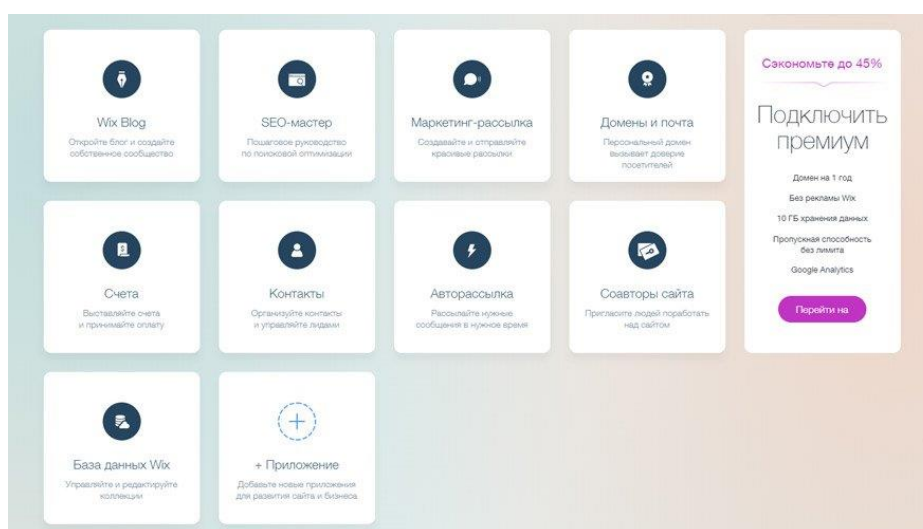 Wix Blog
Откройте блог и создайте
собственное сообщество
SEO-мастер
Пошаговое руководство
по поисковой оптимизации
Маркетинг-рассылка
Создавайте и отправляйте
красивые рассылки
Домены и почта
Персональный домен
вызывает доверие
посетителей
Сэкономьте до 45%
Подключить
премиум
Домен на 1 год
Без рекламы Wix
10 ГБ хранения данных
Пропускная способность
без лимита
Google Analytics
Перейти на
Счета
Выставляйте счета
и принимайте оплату
Контакты
Организуйте контакты
и управляйте лидами
Авторассылка
Рассылайте нужные
сообщения в нужное время
Соавторы сайта
Пригласите людей поработать
над сайтом
База данных Wix
Управляйте и редактируйте
коллекции
+ Приложение
Добавьте новые приложения
для развития сайта и бизнеса